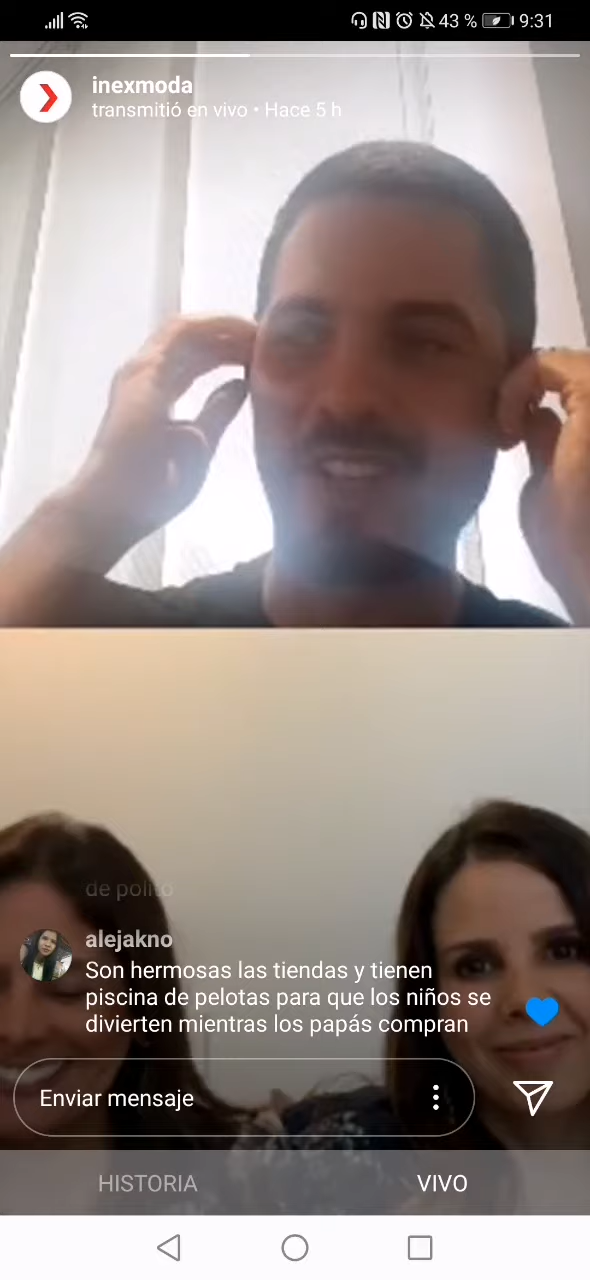 43 % 9:31
inexmoda
transmitió en vivo • Hace 5 h
de polito
alejakno
Son hermosas las tiendas y tienen
piscina de pelotas para que los niños se
divierten mientras los papás compran
Enviar mensaje
HISTORIA VIVO